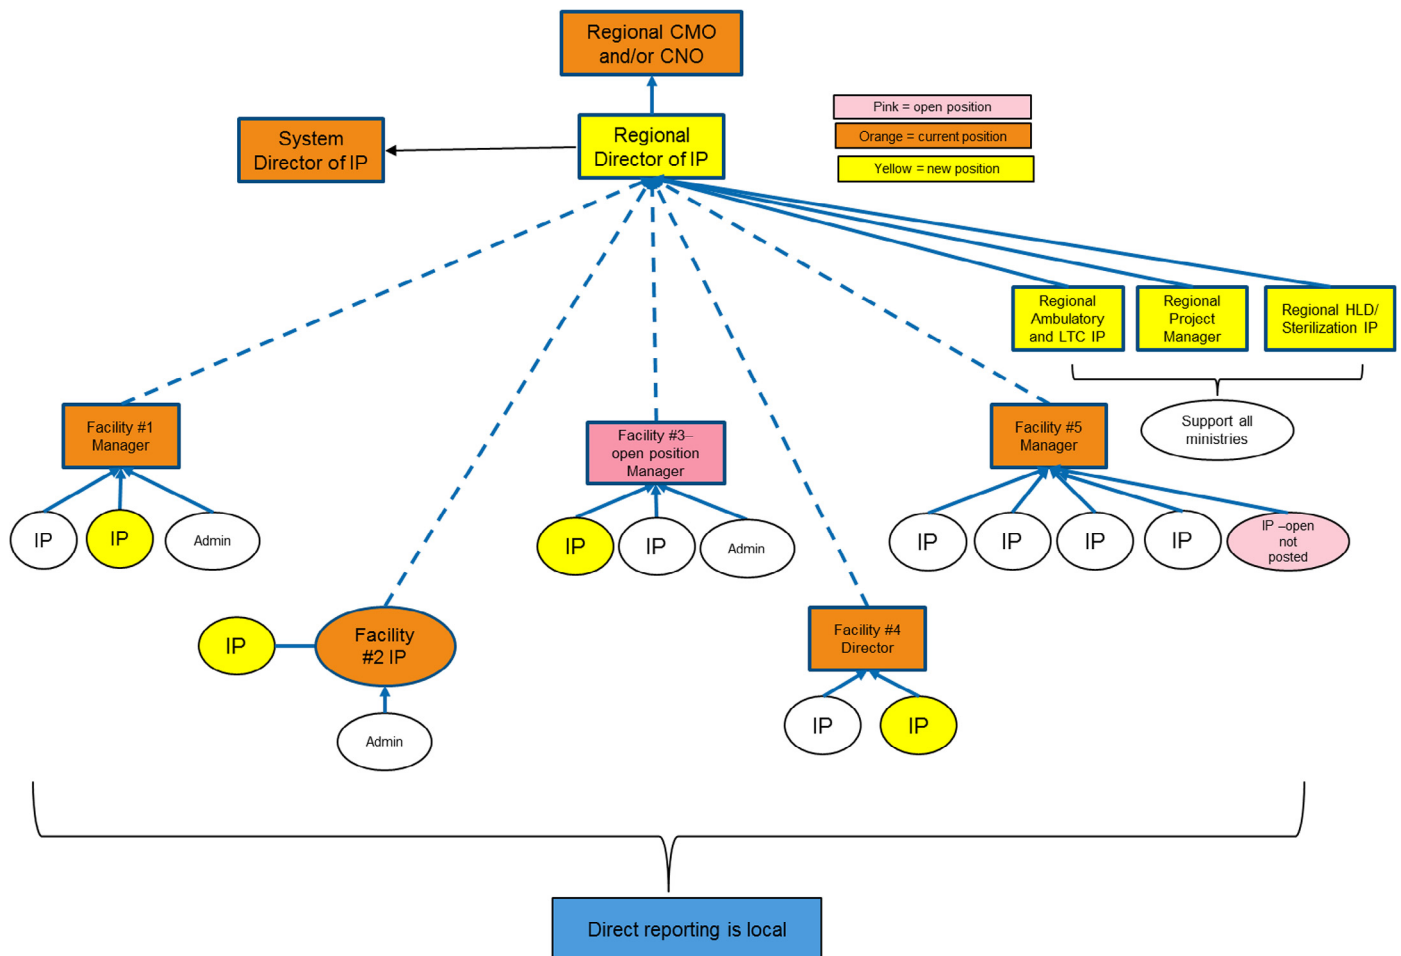 Regional CMO
and/or CNO
Pink = open position
Orange = current position
Yellow = new position
System
Director of IP
Regional
Director of IP
Regional
Ambulatory
and LTC IP
Regional
Project
Manager
Regional HLD/
Sterilization IP
Support all
ministries
Facility #1
Manager
Facility #3–
open position
Manager
Facility #5
Manager
IP
IP
Admin
IP
IP
Admin
IP
IP
IP
IP
IP –open
not
posted
IP
Facility
#2 IP
Admin
Facility #4
Director
IP
IP
Direct reporting is local